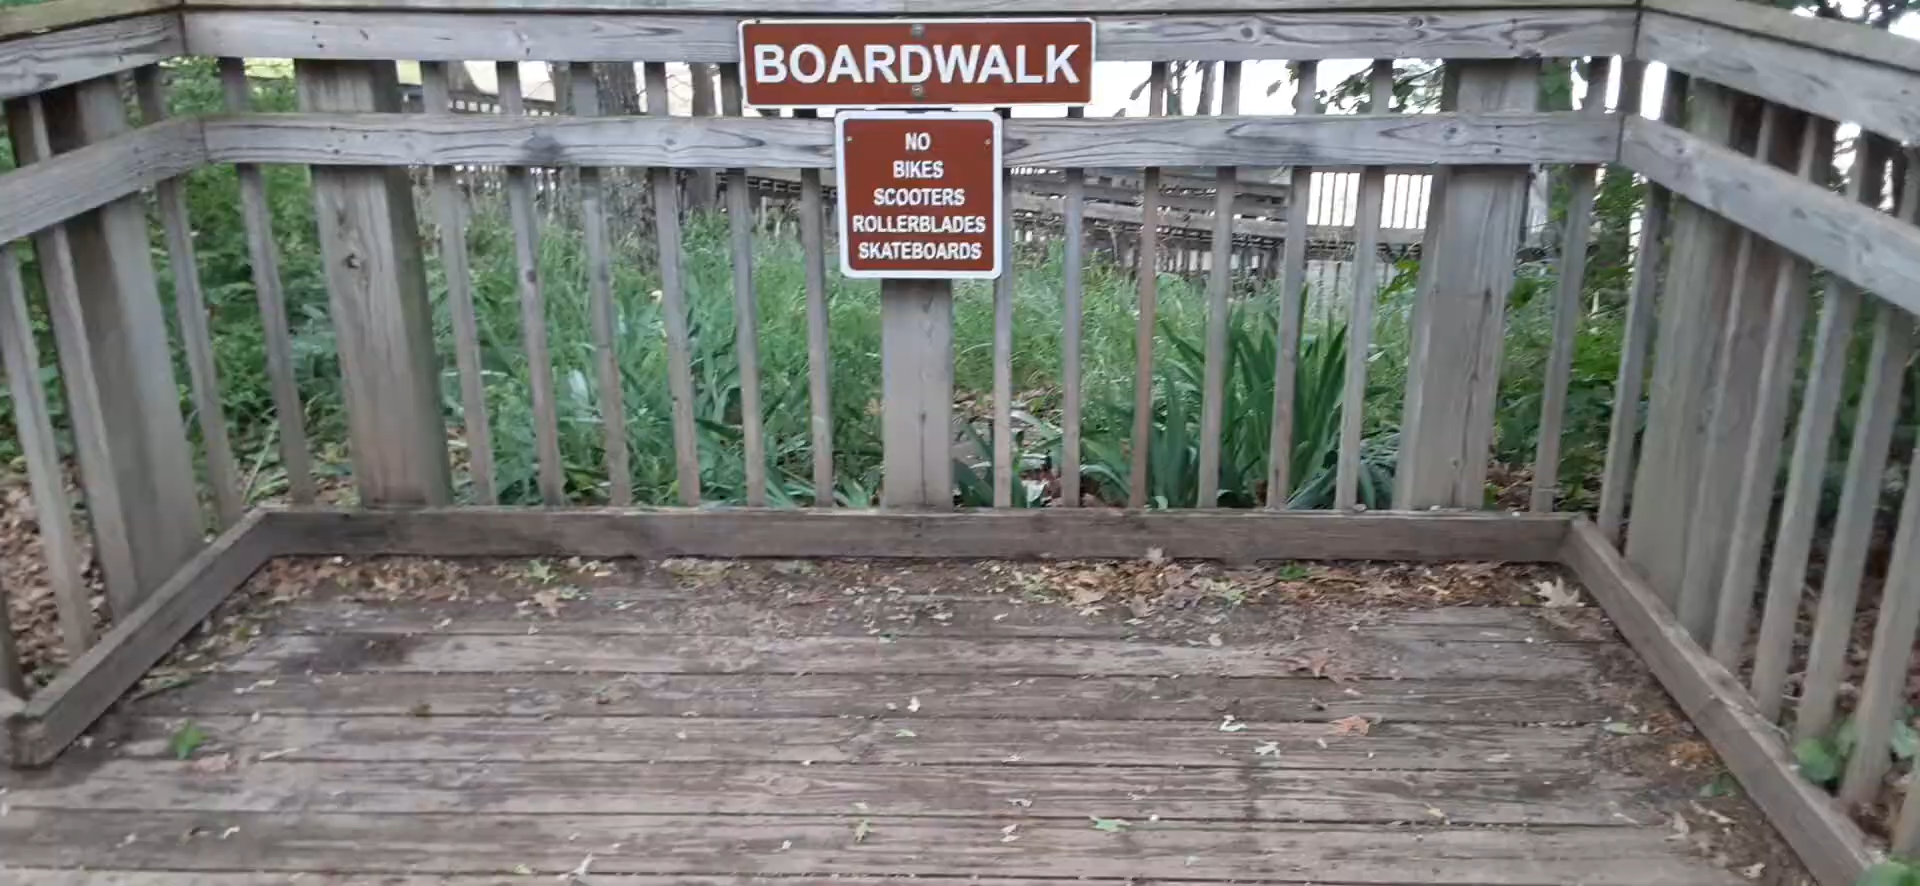 BOARDWALK
NO
BIKES
SCOOTERS
ROLLERBLADES
SKATEBOARDS